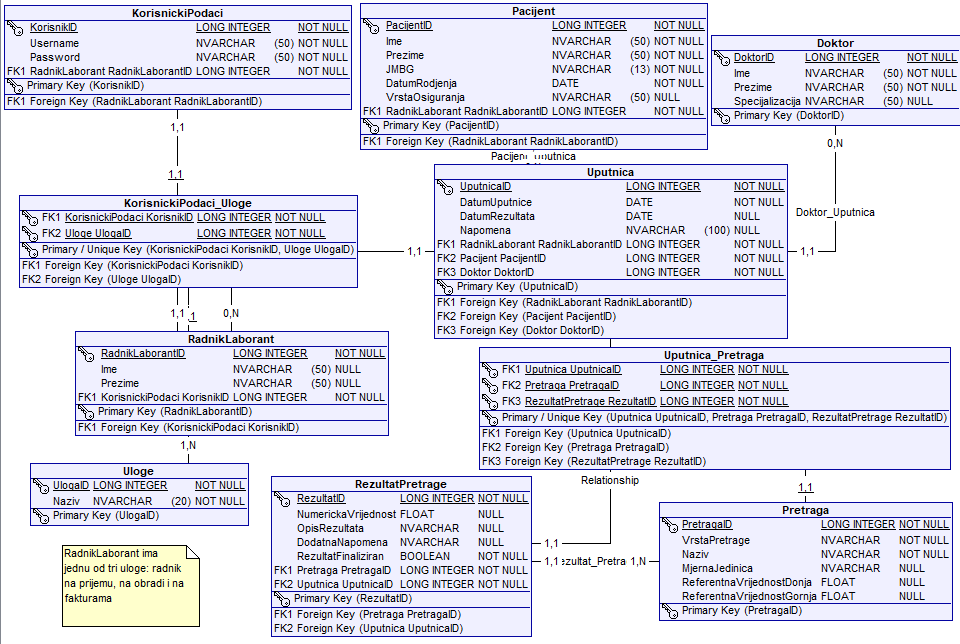 KorisnickiPodaci
KorisnikID LONG INTEGER NOT NULL
Username NVARCHAR (50) NOT NULL
Password NVARCHAR (50) NOT NULL
FK1 RadnikLaborant RadnikLaborantID LONG INTEGER NOT NULL
Primary Key (KorisnikID)
FK1 Foreign Key (RadnikLaborant RadnikLaborantID)
Pacijent
PacijentID LONG INTEGER NOT NULL
Ime NVARCHAR (50) NOT NULL
Prezime NVARCHAR (50) NOT NULL
JMBG NVARCHAR (13) NOT NULL
DatumRodjenja DATE NOT NULL
VrstaOsiguranja NVARCHAR (50) NULL
FK1 RadnikLaborant RadnikLaborantID LONG INTEGER NOT NULL
Primary Key (PacijentID)
FK1 Foreign Key (RadnikLaborant RadnikLaborantID)
Doktor
DoktorID LONG INTEGER NOT NULL
Ime NVARCHAR (50) NOT NULL
Prezime NVARCHAR (50) NOT NULL
Specijalizacija NVARCHAR (50) NULL
Primary Key (DoktorID)
1,1
1,1
Pacijent_Uputnica
0,N
Doktor_Uputnica
1,1
KorisnickiPodaci_Uloge
FK1 KorisnickiPodaci KorisnikID LONG INTEGER NOT NULL
FK2 Uloge UlogaID LONG INTEGER NOT NULL
Primary / Unique Key (KorisnickiPodaci KorisnikID, Uloge UlogaID)
FK1 Foreign Key (KorisnickiPodaci KorisnikID)
FK2 Foreign Key (Uloge UlogaID)
1,1
Uputnica
UputnicaID LONG INTEGER NOT NULL
DatumUputnice DATE NOT NULL
DatumRezultata DATE NULL
Napomena NVARCHAR (100) NULL
FK1 RadnikLaborant RadnikLaborantID LONG INTEGER NOT NULL
FK2 Pacijent PacijentID LONG INTEGER NOT NULL
FK3 Doktor DoktorID LONG INTEGER NOT NULL
Primary Key (UputnicaID)
FK1 Foreign Key (RadnikLaborant RadnikLaborantID)
FK2 Foreign Key (Pacijent PacijentID)
FK3 Foreign Key (Doktor DoktorID)
1,1 1 0,N
RadnikLaborant
RadnikLaborantID LONG INTEGER NOT NULL
Ime NVARCHAR (50) NULL
Prezime NVARCHAR (50) NULL
FK1 KorisnickiPodaci KorisnikID LONG INTEGER NOT NULL
Primary Key (RadnikLaborantID)
FK1 Foreign Key (KorisnickiPodaci KorisnikID)
1,N
Uputnica_Pretraga
FK1 Uputnica UputnicaID LONG INTEGER NOT NULL
FK2 Pretraga PretragaID LONG INTEGER NOT NULL
FK3 RezultatPretrage RezultatID LONG INTEGER NOT NULL
Primary / Unique Key (Uputnica UputnicaID, Pretraga PretragaID, RezultatPretrage RezultatID)
FK1 Foreign Key (Uputnica UputnicaID)
FK2 Foreign Key (Pretraga PretragaID)
FK3 Foreign Key (RezultatPretrage RezultatID)
Relationship
1,1
Uloge
UlogaID LONG INTEGER NOT NULL
Naziv NVARCHAR (20) NOT NULL
Primary Key (UlogaID)
RezultatPretrage
RezultatID LONG INTEGER NOT NULL
NumerickaVrijednost FLOAT NULL
OpisRezultata NVARCHAR NULL
DodatnaNapomena NVARCHAR NULL
RezultatFinaliziran BOOLEAN NOT NULL
FK1 Pretraga PretragaID LONG INTEGER NOT NULL
FK2 Uputnica UputnicaID LONG INTEGER NOT NULL
Primary Key (RezultatID)
FK1 Foreign Key (Pretraga PretragaID)
FK2 Foreign Key (Uputnica UputnicaID)
1,1
1,1 ezultat_Pretra 1,N
Pretraga
PretragaID LONG INTEGER NOT NULL
VrstaPretrage NVARCHAR NOT NULL
Naziv NVARCHAR NOT NULL
MjernaJedinica NVARCHAR NULL
ReferentnaVrijednostDonja FLOAT NULL
ReferentnaVrijednostGornja FLOAT NULL
Primary Key (PretragaID)
RadnikLaborant ima
jednu od tri uloge: radnik
na prijemu, na obradi i na
fakturama